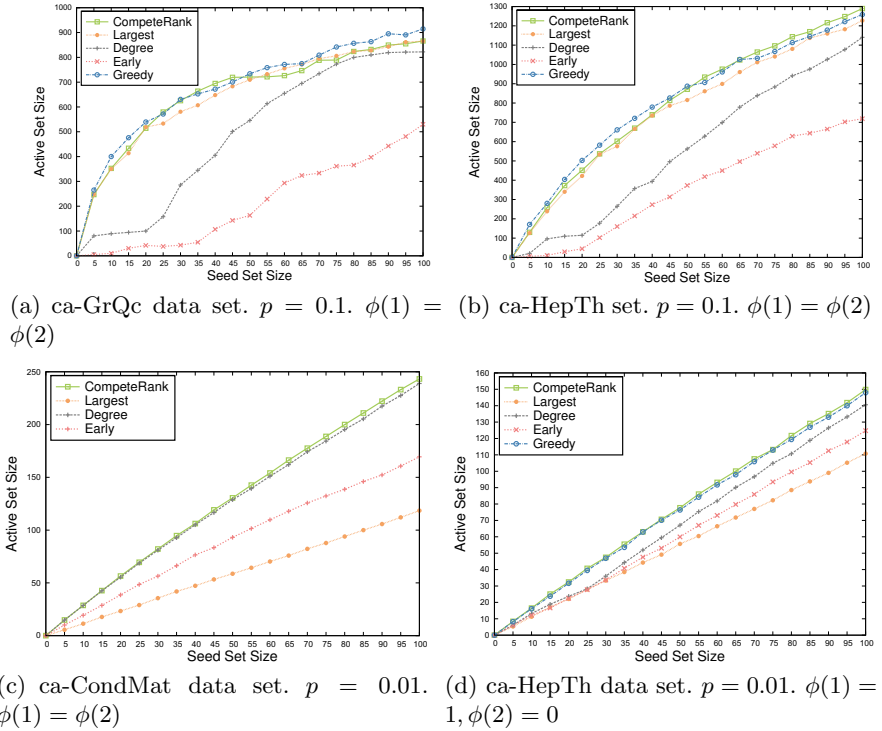 1000
900
800
700
600
500
400
300
200
100
0
Active Set Size
CompeteRank
Largest
Degree
Early
Greedy
0 5 10 15 20 25 30 35 40 45 50 55 60 65 70 75 80 85 90 95 100
Seed Set Size
(a) ca-GrQc data set. p = 0.1. ϕ(1) =
ϕ(2)
1300
1200
1100
1000
900
800
700
600
500
400
300
200
100
0
Active Set Size
CompeteRank
Largest
Degree
Early
Greedy
0 5 10 15 20 25 30 35 40 45 50 55 60 65 70 75 80 85 90 95 100
Seed Set Size
(b) ca-HepTh set. p = 0.1. ϕ(1) = ϕ(2)
250
200
150
100
50
0
Active Set Size
CompeteRank
Largest
Degree
Early
0 5 10 15 20 25 30 35 40 45 50 55 60 65 70 75 80 85 90 95 100
Seed Set Size
(c) ca-CondMat data set. p = 0.01.
ϕ(1) = ϕ(2)
160
150
140
130
120
110
100
90
80
70
60
50
40
30
20
10
0
Active Set Size
CompeteRank
Largest
Degree
Early
Greedy
0 5 10 15 20 25 30 35 40 45 50 55 60 65 70 75 80 85 90 95 100
Seed Set Size
(d) ca-HepTh data set. p = 0.01. ϕ(1) =
1, ϕ(2) = 0